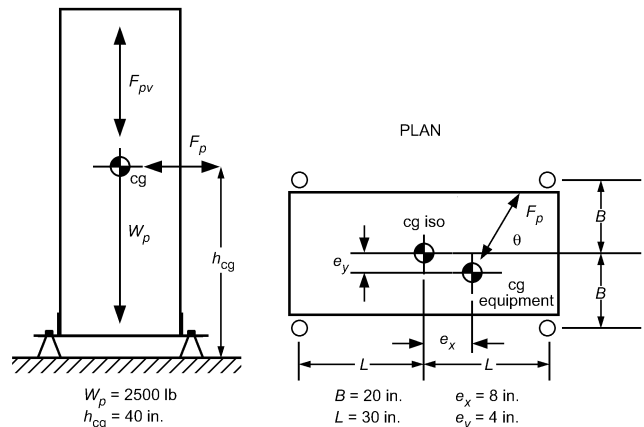 F_pv
F_p
cg
W_p
h_cg
W_p = 2500 lb
h_cg = 40 in.
PLAN
F_p
cg iso
θ
B
e_y
cg
equipment
B
L
e_x
L
B = 20 in.
e_x = 8 in.
L = 30 in.
e_y = 4 in.